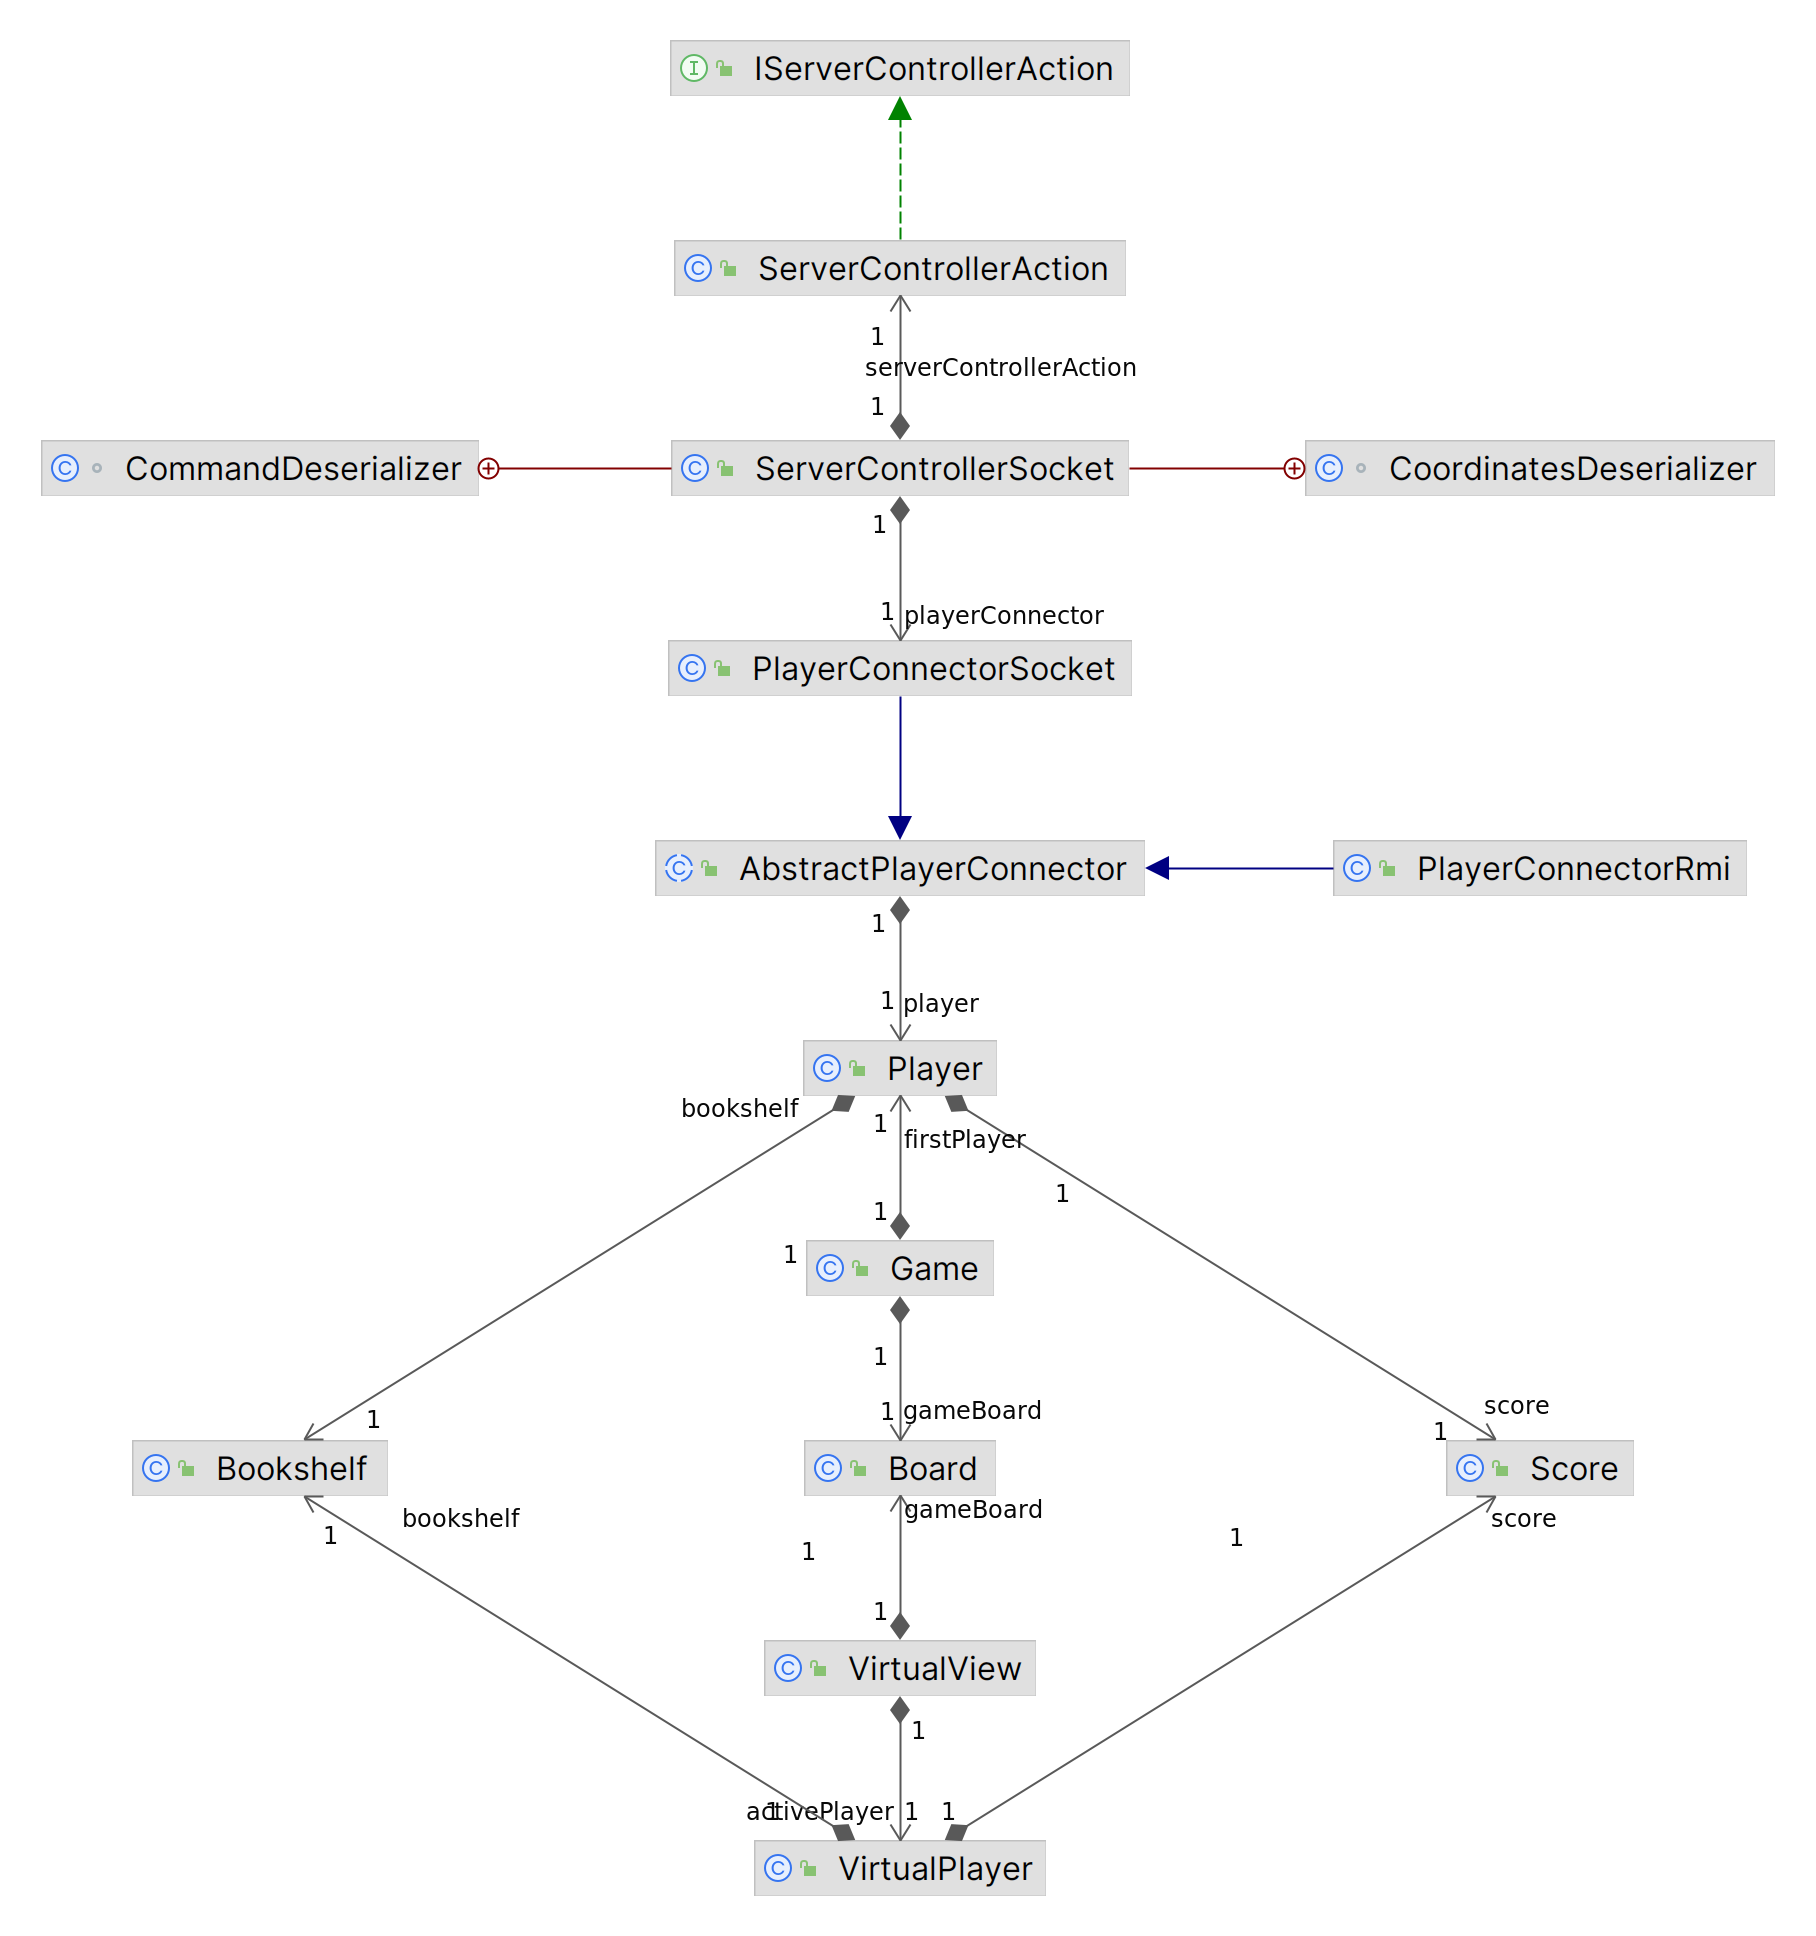 IServerControllerAction
ServerControllerAction
1
serverControllerAction
1
CommandDeserializer
ServerControllerSocket
CoordinatesDeserializer
1
1 playerConnector
PlayerConnectorSocket
AbstractPlayerConnector
PlayerConnectorRmi
1
1 player
Player
bookshelf
1
firstPlayer
1
1
1
Game
1
1 gameBoard
score
1
1
Bookshelf
Board
Score
bookshelf
gameBoard
score
1
1
1
1
VirtualView
1
activePlayer
1
1
1
VirtualPlayer